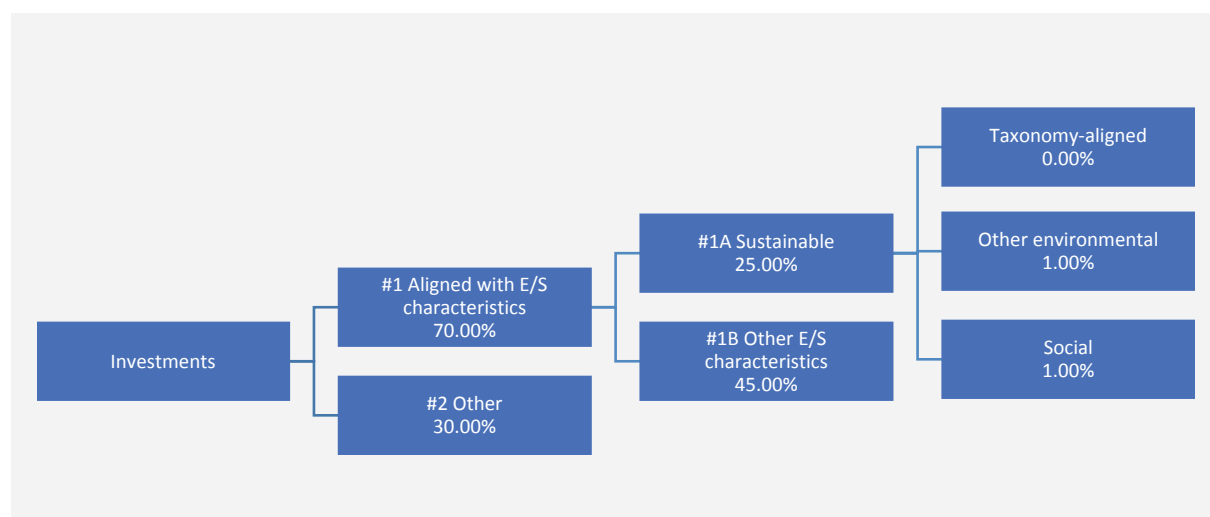 Investments
#1 Aligned with E/S
characteristics
70.00%
#2 Other
30.00%
#1A Sustainable
25.00%
#1B Other E/S
characteristics
45.00%
Taxonomy-aligned
0.00%
Other environmental
1.00%
Social
1.00%